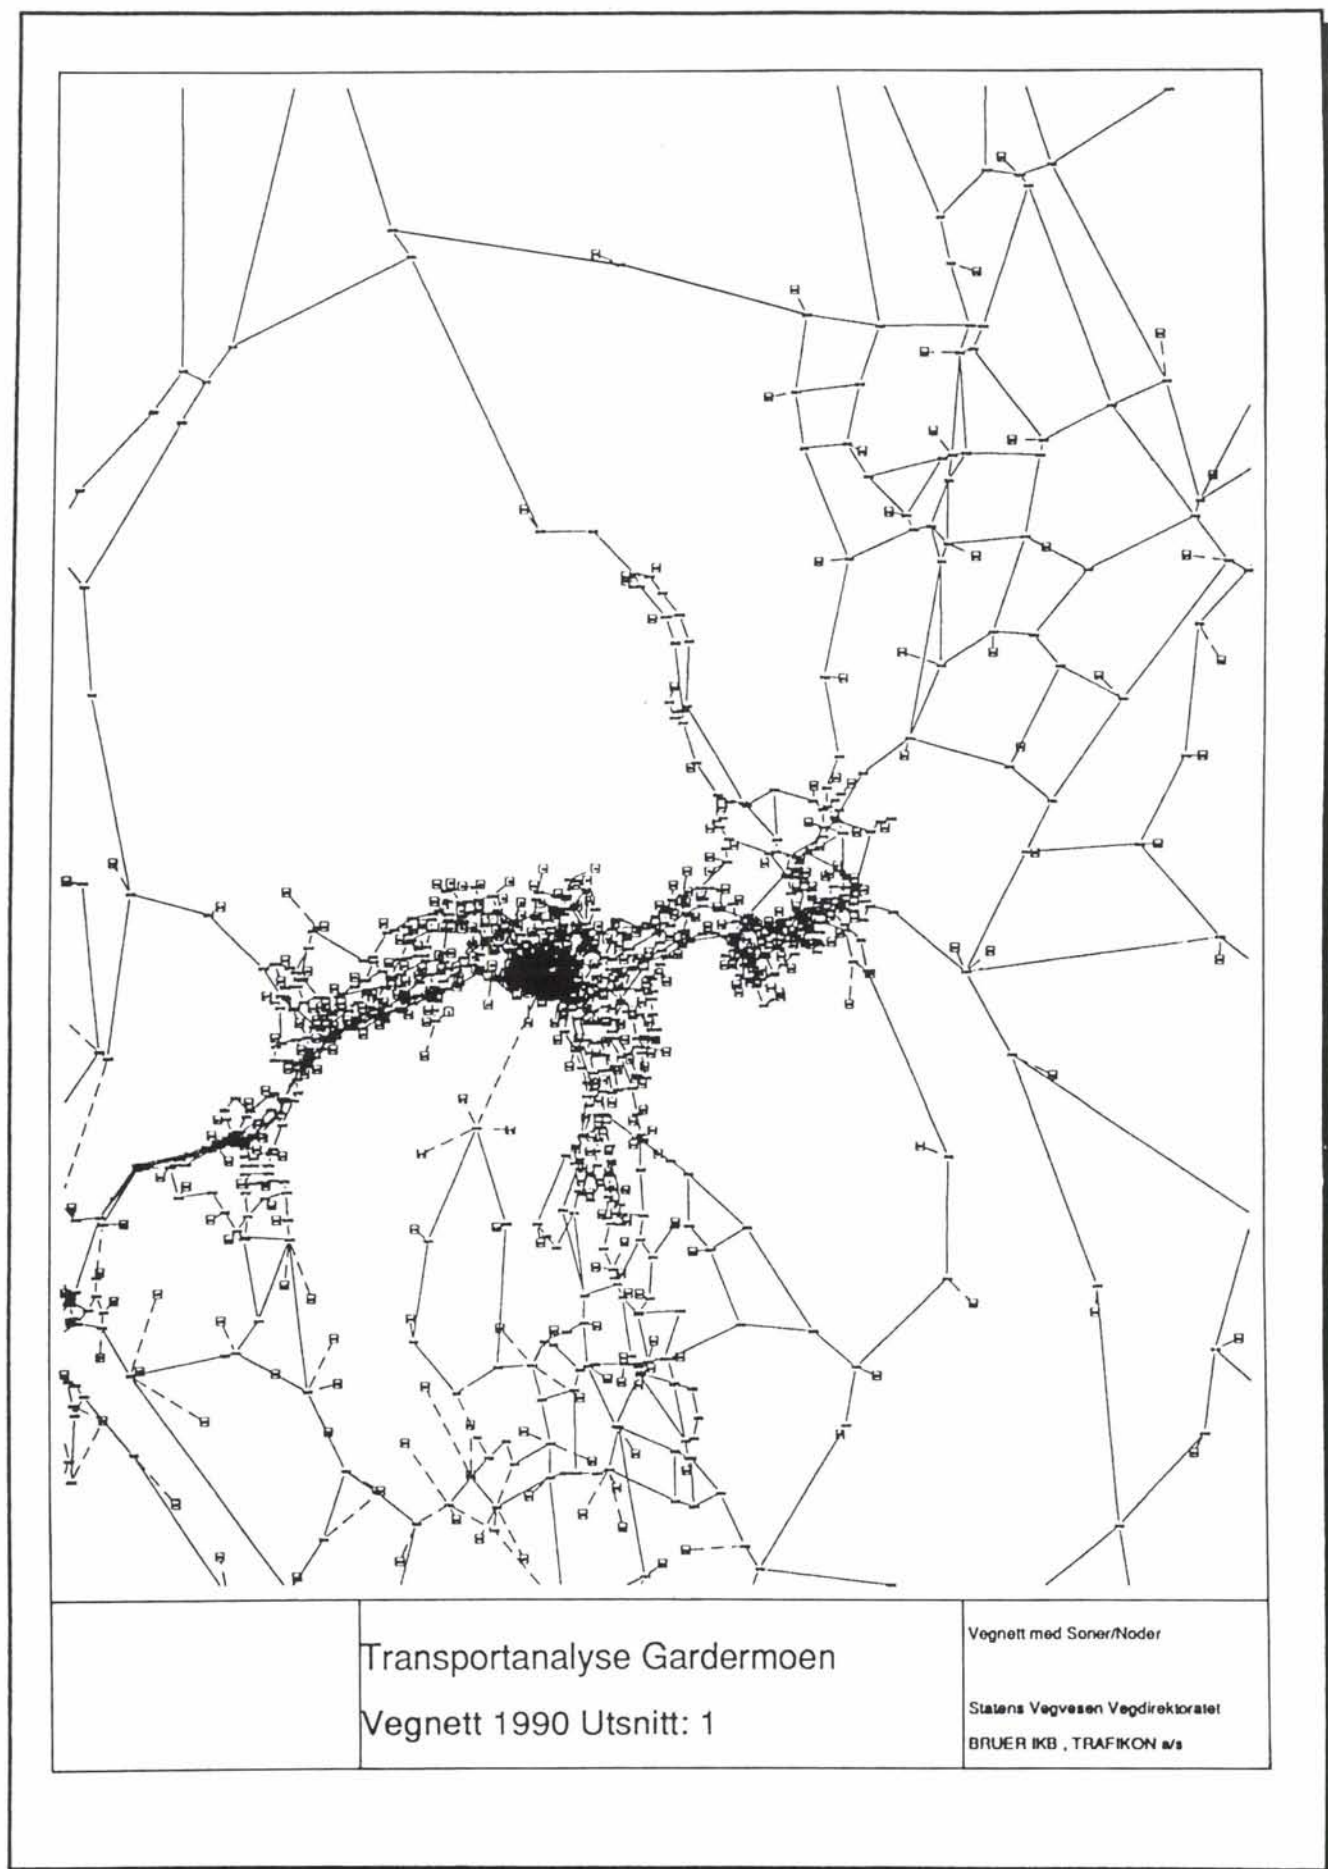 Transportanalyse Gardermoen
Vegnett 1990 Utsnitt: 1
Vegnett med Soner/Noder
Statens Vegvesen Vegdirektoratet
BRUER IKB , TRAFIKON a/s